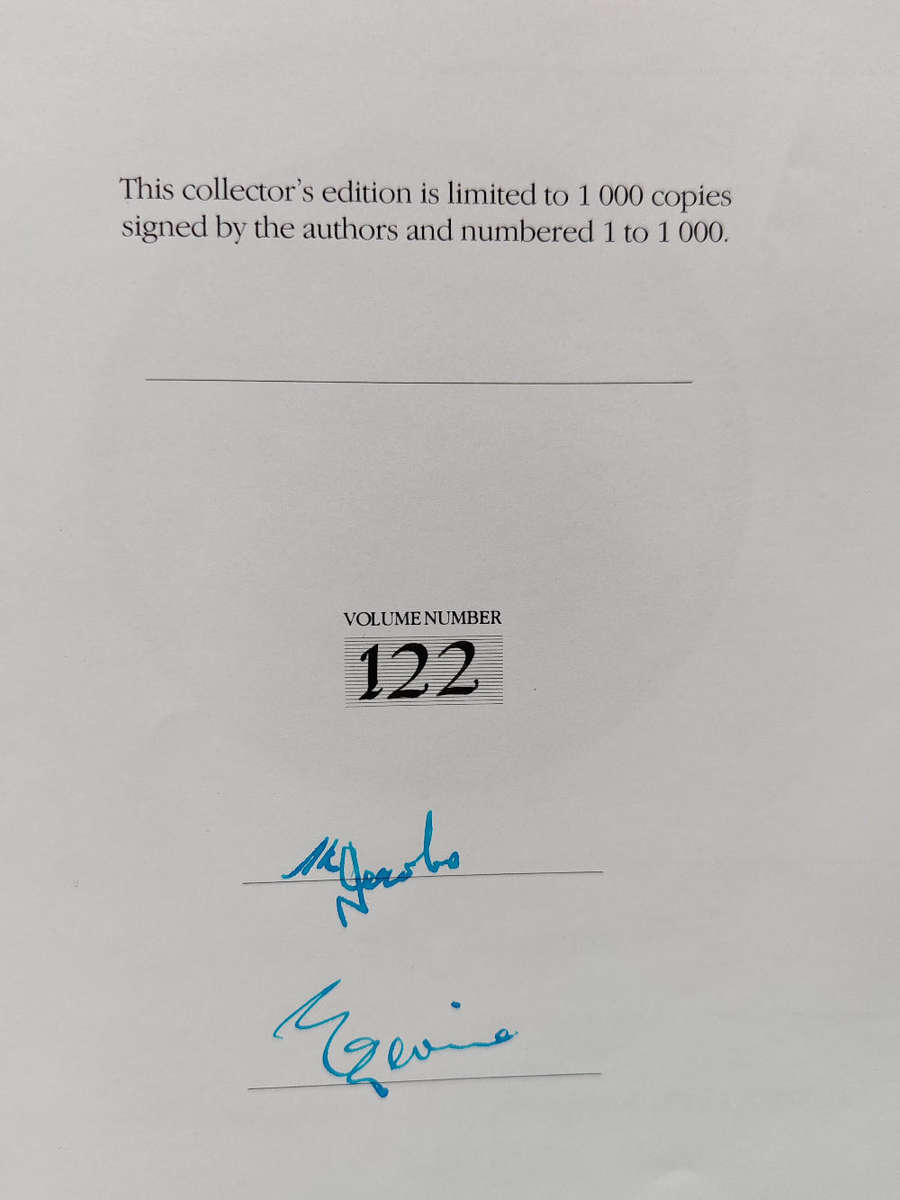 This collector's edition is limited to 1 000 copies
signed by the authors and numbered 1 to 1 000.
VOLUME NUMBER
122
Jacobs